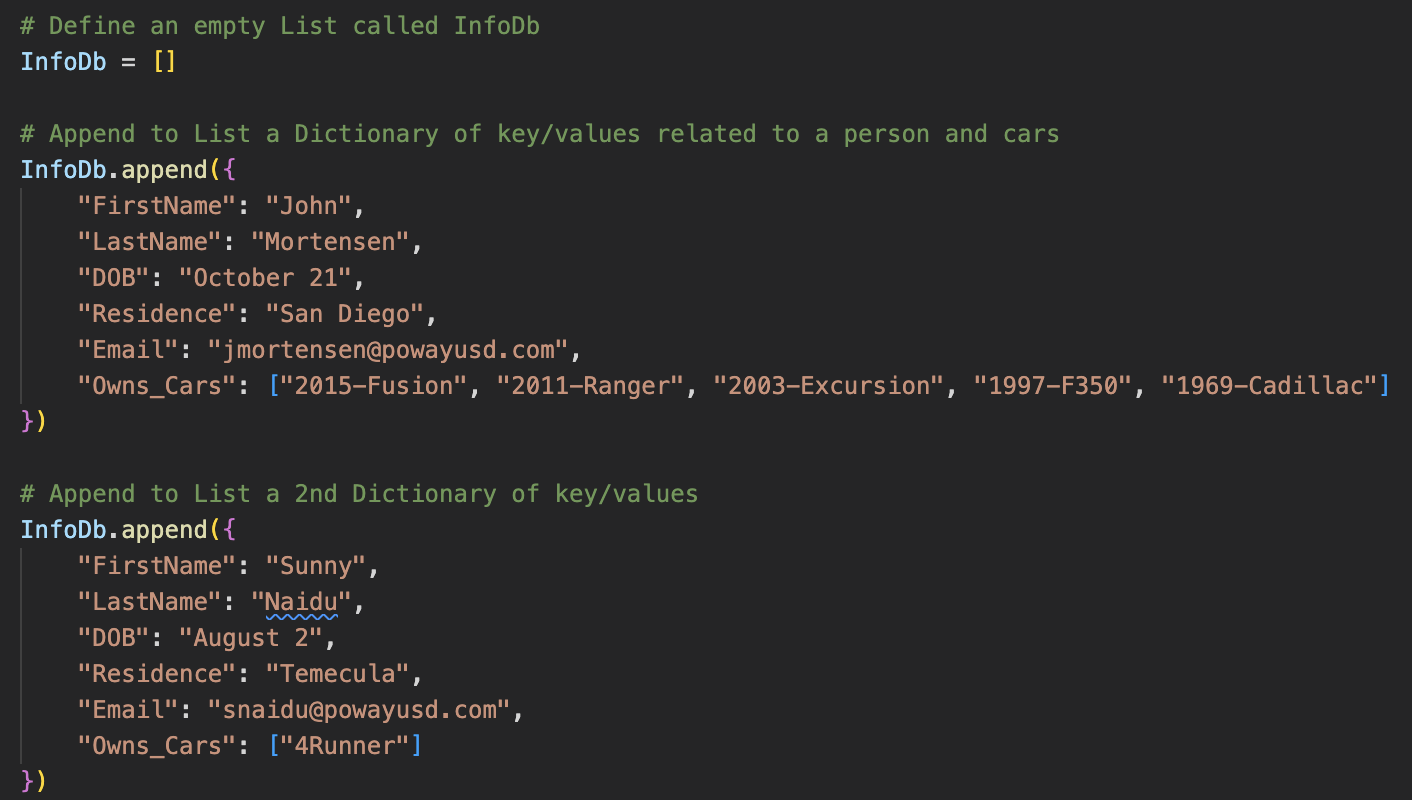 # Define an empty List called InfoDb
InfoDb = []
# Append to List a Dictionary of key/values related to a person and cars
InfoDb.append({
"FirstName": "John",
"LastName": "Mortensen",
"DOB": "October 21",
"Residence": "San Diego",
"Email": "jmortensen@powayusd.com",
"Owns_Cars": ["2015-Fusion", "2011-Ranger", "2003-Excursion", "1997-F350", "1969-Cadillac"]
})
# Append to List a 2nd Dictionary of key/values
InfoDb.append({
"FirstName": "Sunny",
"LastName": "Naidu",
"DOB": "August 2",
"Residence": "Temecula",
"Email": "snaidu@powayusd.com",
"Owns_Cars": ["4Runner"]
})